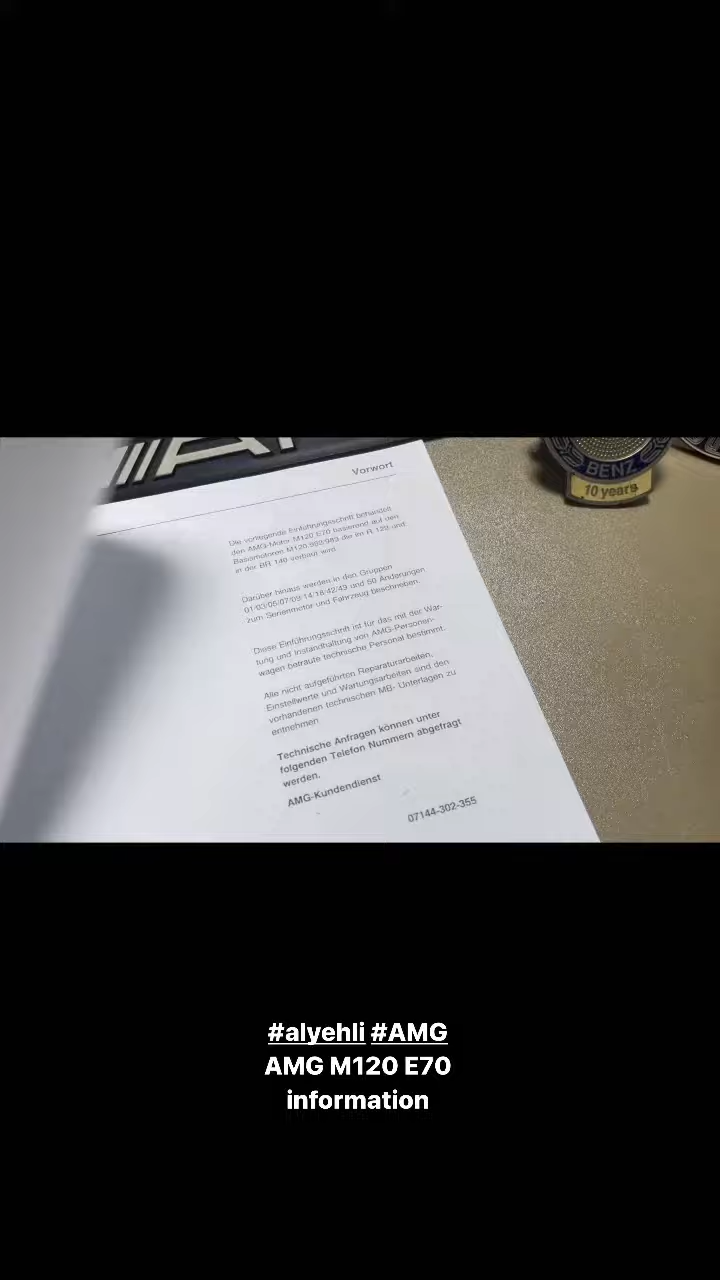 Vorwort
BENZ
10 years
Die vorliegende Einführungsschrift behandelt
den AMG-Motor M120 E70 basierend auf den
Basismotoren M120.980/983 die im R 129 und
in der BR 140 verbaut wird.
Darüber hinaus werden in den Gruppen
01/03/05/07/09/14/18/42/49 und 50 Änderungen
zum Serienmotor und Fahrzeug beschrieben.
Diese Einführungsschrift ist für das mit der War-
tung und Instandhaltung von AMG-Personen-
wagen betraute technische Personal bestimmt.
Alle nicht aufgeführten Reparaturarbeiten,
Einstellwerte und Wartungsarbeiten sind den
vorhandenen technischen MB- Unterlagen zu
entnehmen
Technische Anfragen können unter
folgenden Telefon Nummern abgefragt
werden.
AMG-Kundendienst
07144-302-355
#alyehli #AMG
AMG M120 E70
information